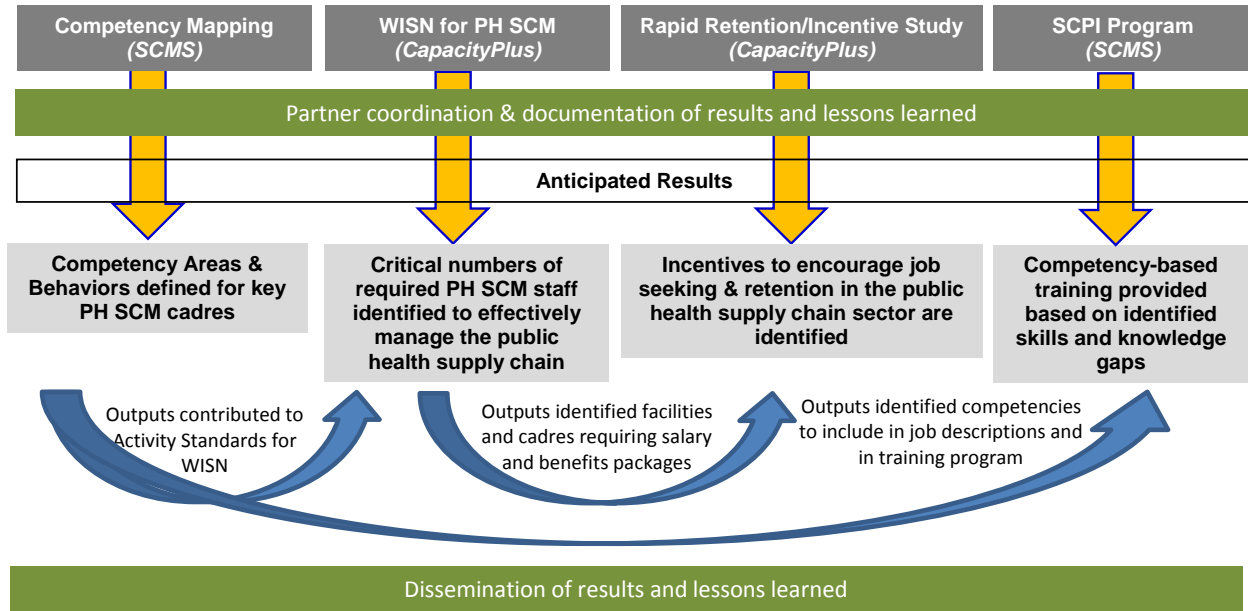 Competency Mapping
(SCMS)
WISN for PH SCM
(CapacityPlus)
Rapid Retention/Incentive Study
(CapacityPlus)
SCPI Program
(SCMS)
Partner coordination & documentation of results and lessons learned
Anticipated Results
Competency Areas &
Behaviors defined for key
PH SCM cadres
Critical numbers of
required PH SCM staff
identified to effectively
manage the public
health supply chain
Incentives to encourage job
seeking & retention in the public
health supply chain sector are
identified
Competency-based
training provided
based on identified
skills and knowledge
gaps
Outputs contributed to
Activity Standards for
WISN
Outputs identified facilities
and cadres requiring salary
and benefits packages
Outputs identified competencies
to include in job descriptions and
in training program
Dissemination of results and lessons learned